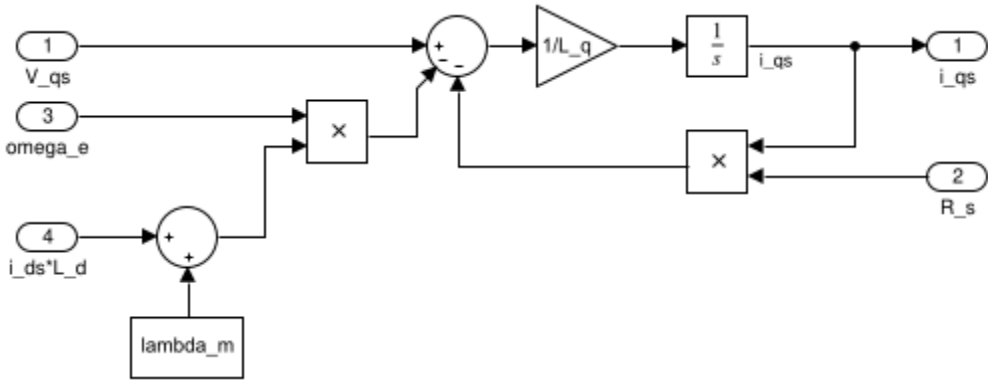 1
V_qs
3
omega_e
4
i_ds*L_d
lambda_m
+
+
×
+
−
−
1/L_q
1
s
i_qs
1
i_qs
×
2
R_s